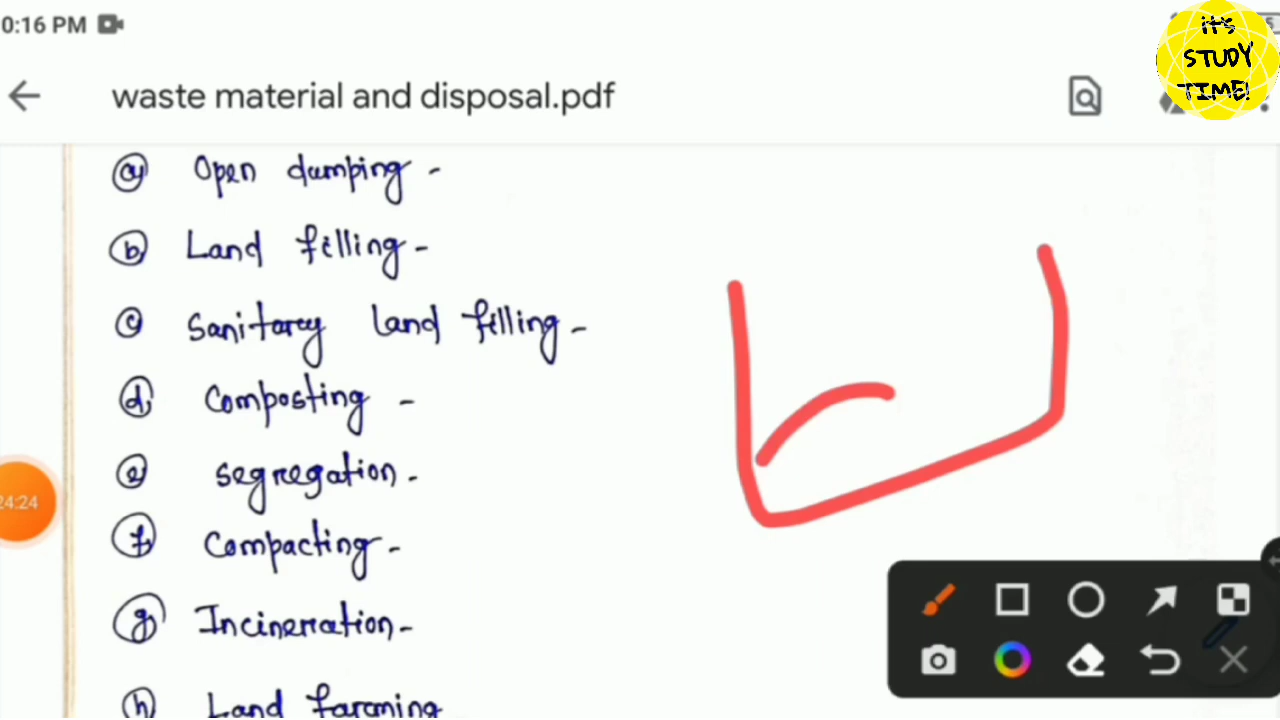 0:16 PM
it's
STUDY
TIME!
waste material and disposal.pdf
a Open dumping -
b Land filling -
c Sanitary land filling -
d Composting -
e segregation -
f Compacting -
g Incineration -
h Land farming
24:24